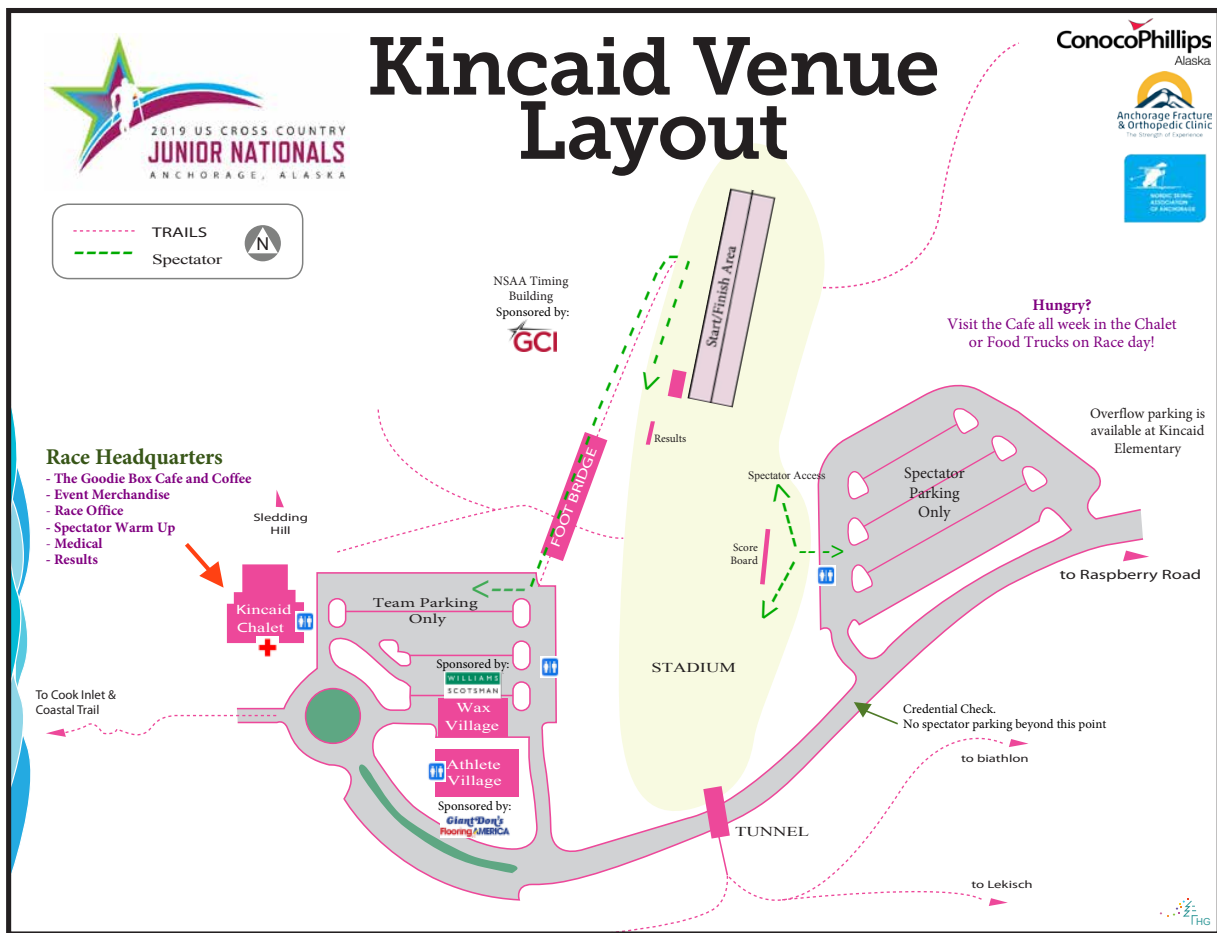 Kincaid Venue
Layout
2019 US CROSS COUNTRY
JUNIOR NATIONALS
ANCHORAGE, ALASKA
ConocoPhillips
Alaska
Anchorage Fracture
& Orthopedic Clinic
The Strength of Experience
NORDIC SKIING
ASSOCIATION
OF ANCHORAGE
TRAILS
Spectator
N
NSAA Timing
Building
Sponsored by:
GCI
Start/Finish Area
Hungry?
Visit the Cafe all week in the Chalet
or Food Trucks on Race day!
Overflow parking is
available at Kincaid
Elementary
Results
FOOT BRIDGE
Spectator Access
Spectator
Parking
Only
Score
Board
to Raspberry Road
Race Headquarters
- The Goodie Box Cafe and Coffee
- Event Merchandise
- Race Office
- Spectator Warm Up
- Medical
- Results
Sledding
Hill
Kincaid
Chalet
Team Parking
Only
Sponsored by:
WILLIAMS
SCOTSMAN
Wax
Village
Athlete
Village
Sponsored by:
Giant Don's
Flooring AMERICA
STADIUM
To Cook Inlet &
Coastal Trail
Credential Check.
No spectator parking beyond this point
to biathlon
TUNNEL
to Lekisch
THG